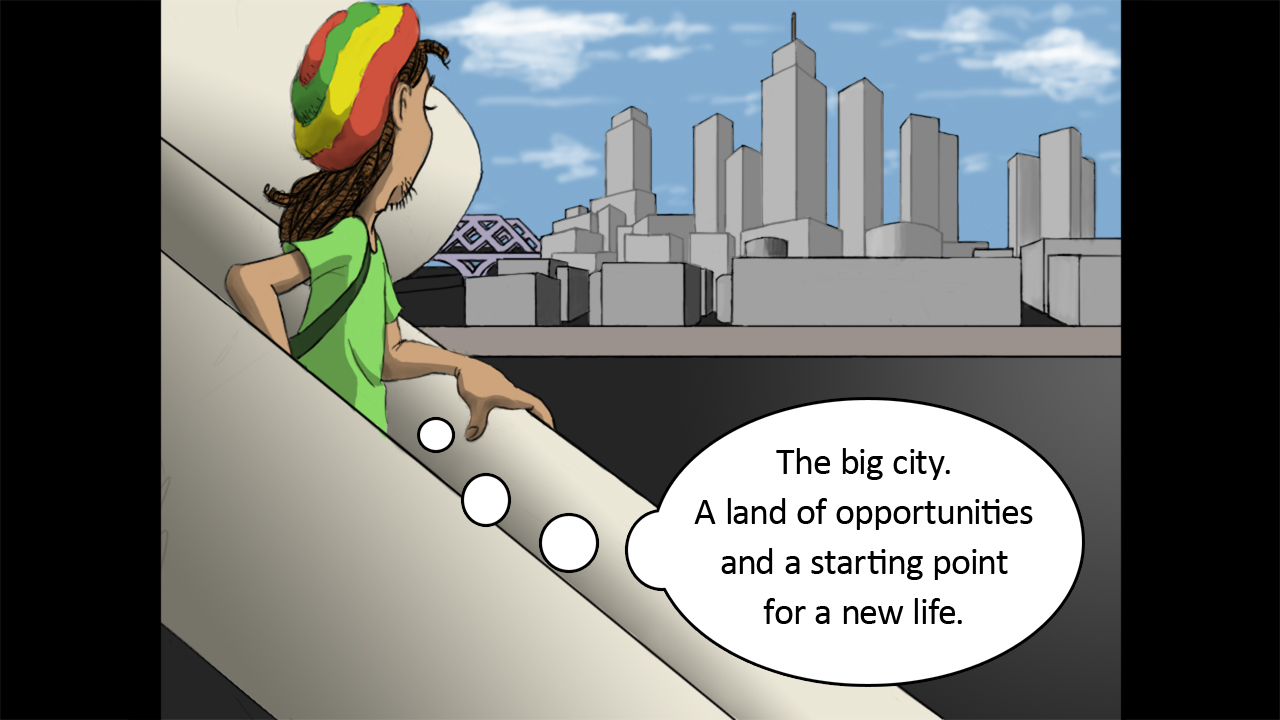 The big city.
A land of opportunities
and a starting point
for a new life.